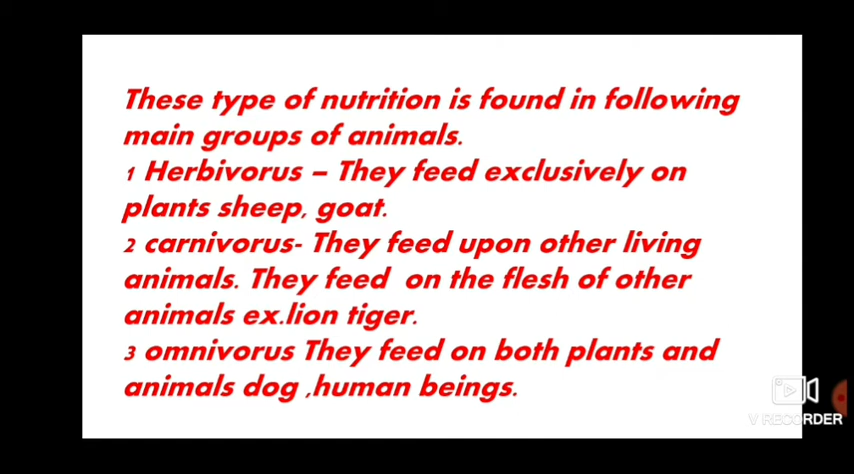 These type of nutrition is found in following
main groups of animals.
1 Herbivorus – They feed exclusively on
plants sheep, goat.
2 carnivorus- They feed upon other living
animals. They feed on the flesh of other
animals ex.lion tiger.
3 omnivorus They feed on both plants and
animals dog ,human beings.
V RECORDER